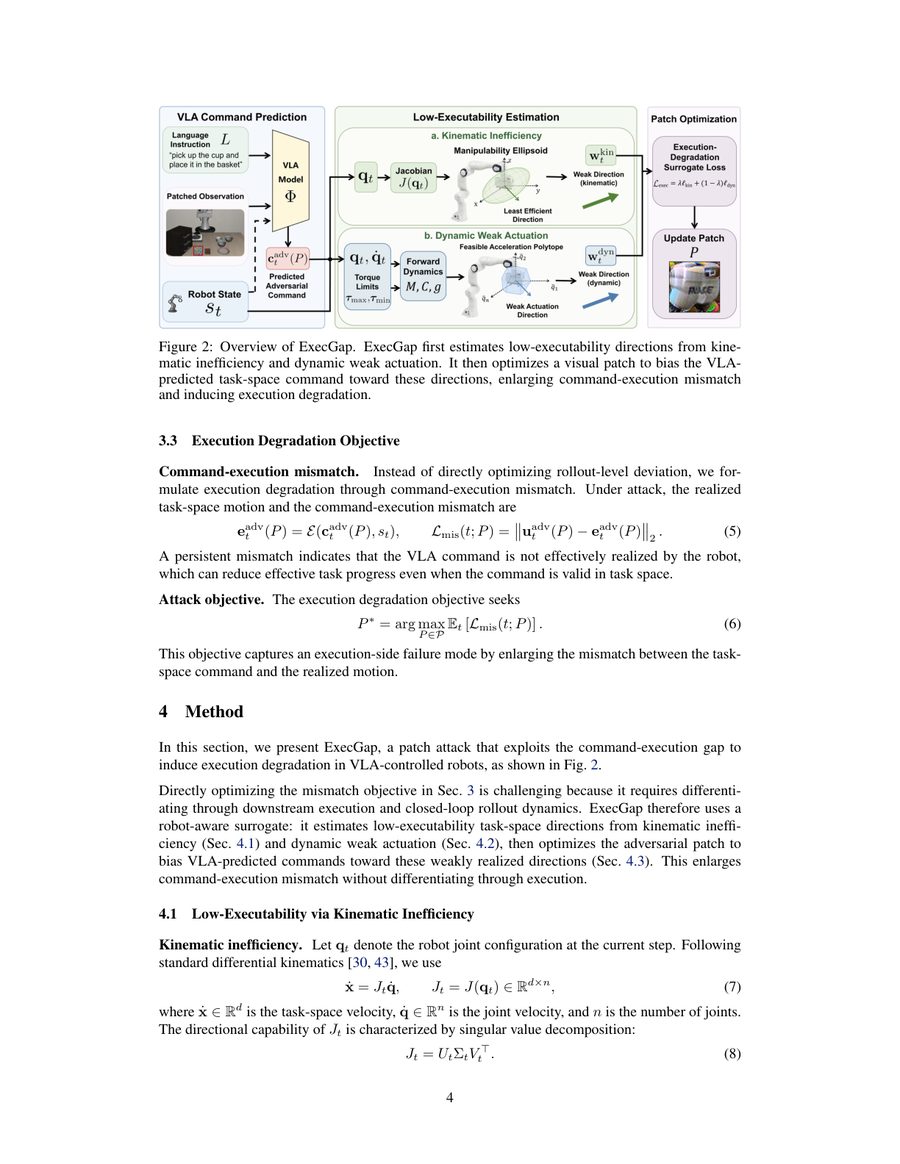 VLA Command Prediction
Language
Instruction L
"pick up the cup and
place it in the basket"
Patched Observation
Robot State
s_t
VLA
Model
Φ
c_t^adv(P)
Predicted
Adversarial
Command
Low-Executability Estimation
a. Kinematic Inefficiency
q_t
Jacobian
J(q_t)
Manipulability Ellipsoid
z
y
x
Least Efficient
Direction
w_t^kin
Weak Direction
(kinematic)
b. Dynamic Weak Actuation
q_t, q̇_t
Torque
Limits
τ_max, τ_min
Forward
Dynamics
M, C, g
Feasible Acceleration Polytope
q̈_2
q̈_1
q̈_n
Weak Actuation
Direction
w_t^dyn
Weak Direction
(dynamic)
Patch Optimization
Execution-
Degradation
Surrogate Loss
ℒ_exec = λℓ_kin + (1 − λ)ℓ_dyn
Update Patch
P
Figure 2: Overview of ExecGap. ExecGap first estimates low-executability directions from kine-
matic inefficiency and dynamic weak actuation. It then optimizes a visual patch to bias the VLA-
predicted task-space command toward these directions, enlarging command-execution mismatch
and inducing execution degradation.
3.3 Execution Degradation Objective
Command-execution mismatch. Instead of directly optimizing rollout-level deviation, we for-
mulate execution degradation through command-execution mismatch. Under attack, the realized
task-space motion and the command-execution mismatch are
e_t^adv(P) = ℰ(c_t^adv(P), s_t), ℒ_mis(t; P) = ‖u_t^adv(P) − e_t^adv(P)‖_2 . (5)
A persistent mismatch indicates that the VLA command is not effectively realized by the robot,
which can reduce effective task progress even when the command is valid in task space.
Attack objective. The execution degradation objective seeks
P* = arg max_{P∈𝒫} 𝔼_t [ℒ_mis(t; P)] . (6)
This objective captures an execution-side failure mode by enlarging the mismatch between the task-
space command and the realized motion.
4 Method
In this section, we present ExecGap, a patch attack that exploits the command-execution gap to
induce execution degradation in VLA-controlled robots, as shown in Fig. 2.
Directly optimizing the mismatch objective in Sec. 3 is challenging because it requires differenti-
ating through downstream execution and closed-loop rollout dynamics. ExecGap therefore uses a
robot-aware surrogate: it estimates low-executability task-space directions from kinematic ineffi-
ciency (Sec. 4.1) and dynamic weak actuation (Sec. 4.2), then optimizes the adversarial patch to
bias VLA-predicted commands toward these weakly realized directions (Sec. 4.3). This enlarges
command-execution mismatch without differentiating through execution.
4.1 Low-Executability via Kinematic Inefficiency
Kinematic inefficiency. Let q_t denote the robot joint configuration at the current step. Following
standard differential kinematics [30, 43], we use
ẋ = J_t q̇, J_t = J(q_t) ∈ ℝ^{d×n}, (7)
where ẋ ∈ ℝ^d is the task-space velocity, q̇ ∈ ℝ^n is the joint velocity, and n is the number of joints.
The directional capability of J_t is characterized by singular value decomposition:
J_t = U_t Σ_t V_t^⊤. (8)
4